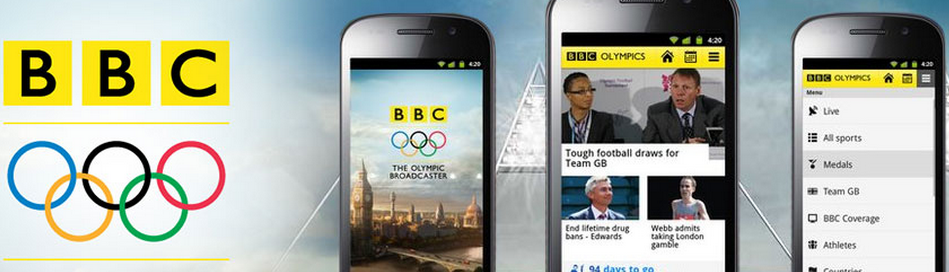 BBC
4:20
BBC
THE OLYMPIC
BROADCASTER
4:20
BBC OLYMPICS
Tough football draws for
Team GB
End lifetime drug
bans - Edwards
Webb admits
taking London
gamble
94 days to go
4:20
BBC OLYMPICS
Menu
Live
All sports
Medals
Team GB
BBC Coverage
Athletes
Countries